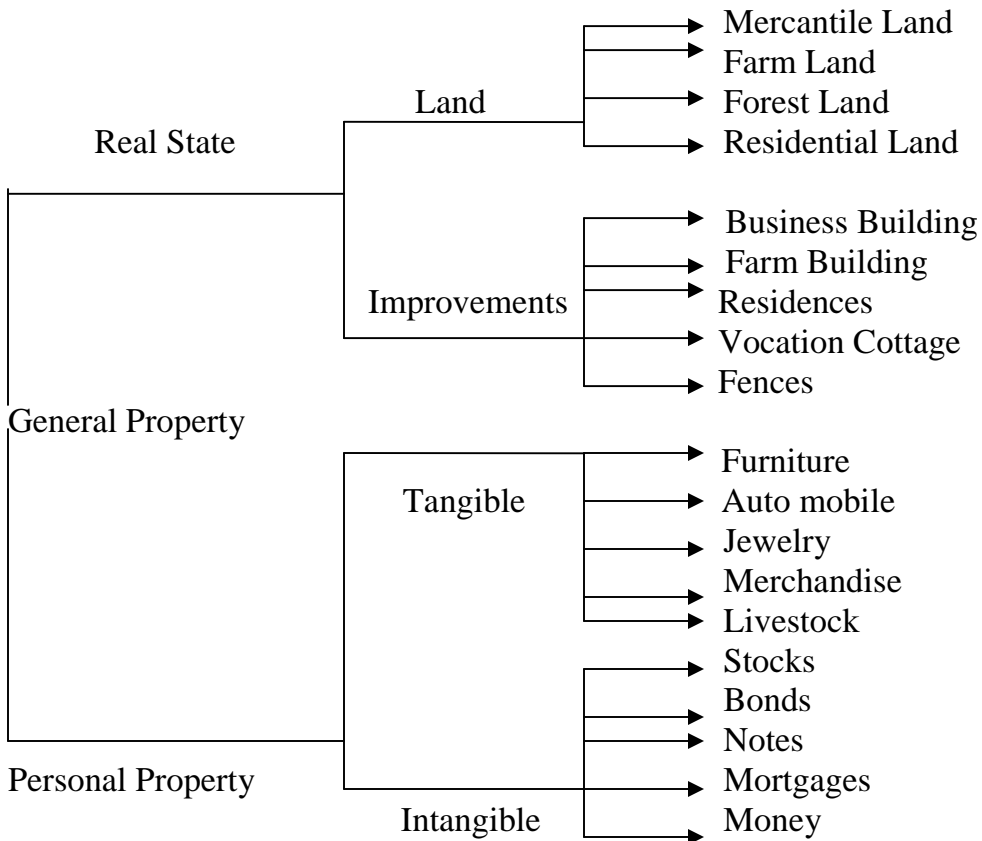 Mercantile Land
Farm Land
Land
Forest Land
Real State
Residential Land
Business Building
Farm Building
Improvements
Residences
Vocation Cottage
Fences
General Property
Furniture
Tangible
Auto mobile
Jewelry
Merchandise
Livestock
Stocks
Bonds
Notes
Personal Property
Mortgages
Intangible
Money